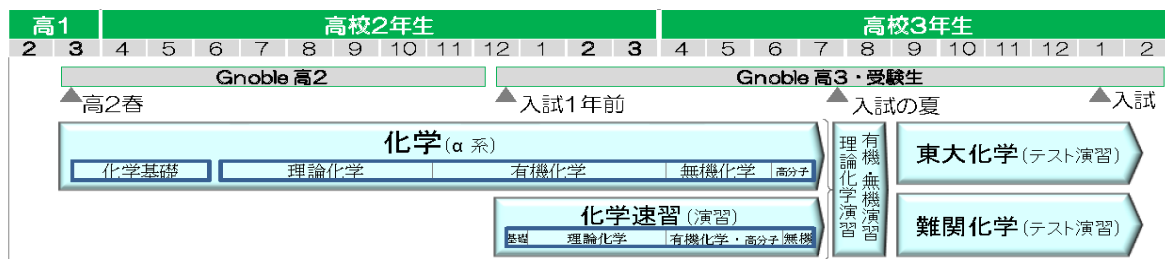 高1 高校2年生 高校3年生
2 3 4 5 6 7 8 9 10 11 12 1 2 3 4 5 6 7 8 9 10 11 12 1 2
Gnoble 高2 Gnoble 高3・受験生
高2春 入試1年前 入試の夏 入試
化学(α 系)
化学基礎 理論化学 有機化学 無機化学 高分子
化学速習(演習)
基礎 理論化学 有機化学・高分子 無機
有機・無機演習
理論化学演習
東大化学(テスト演習)
難関化学(テスト演習)